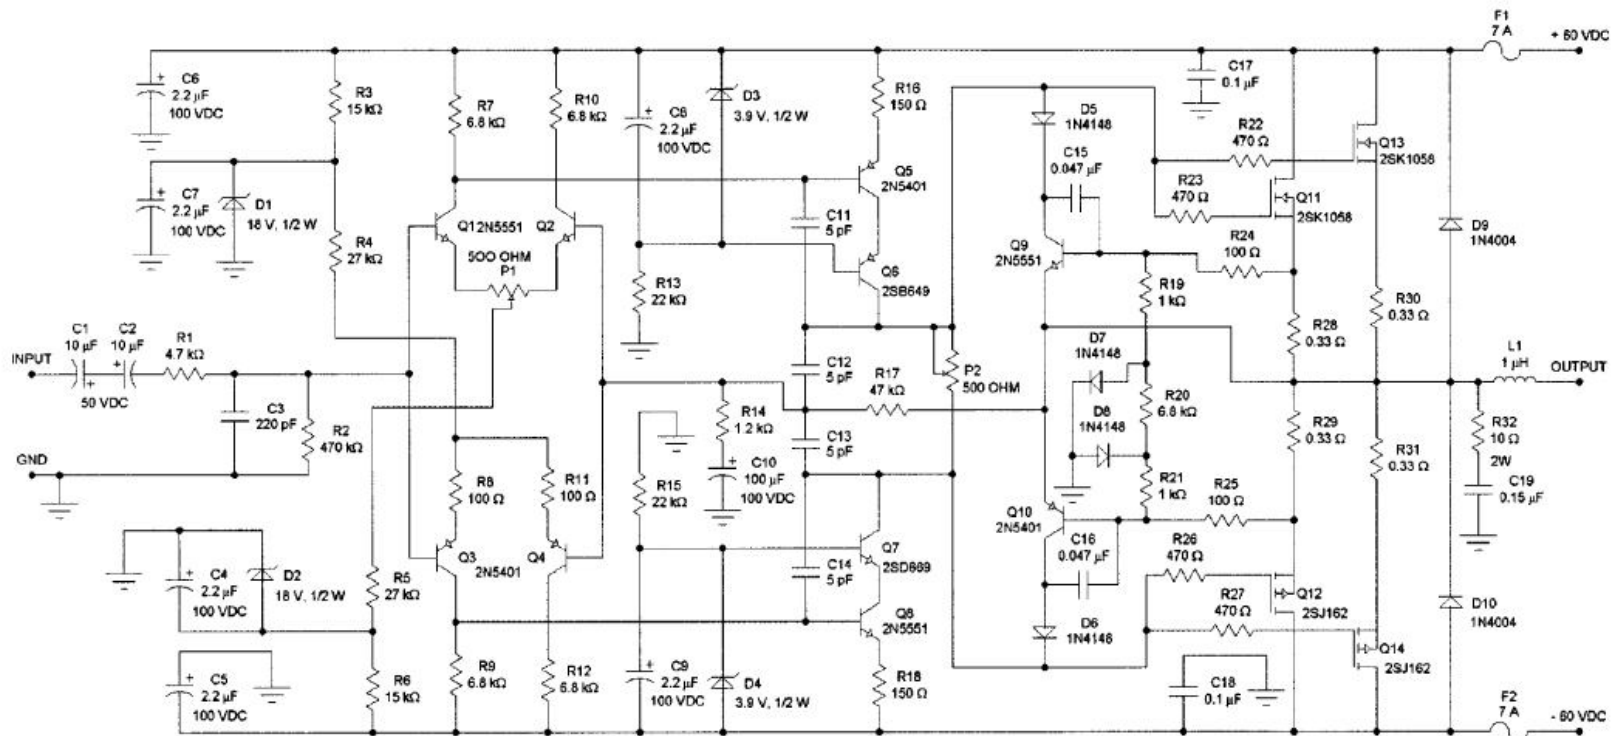 F1
7 A
+ 60 VDC
C6
2.2 µF
100 VDC
R3
15 kΩ
R7
6.8 kΩ
R10
6.8 kΩ
C8
2.2 µF
100 VDC
D3
3.9 V, 1/2 W
R16
150 Ω
C17
0.1 µF
D5
1N4148
C15
0.047 µF
R22
470 Ω
Q13
2SK1058
R23
470 Ω
Q11
2SK1058
C7
2.2 µF
100 VDC
D1
18 V, 1/2 W
Q5
2N5401
Q1
2N5551
Q2
C11
5 pF
R4
27 kΩ
500 OHM
P1
Q9
2N5551
R24
100 Ω
D9
1N4004
R13
22 kΩ
Q6
2SB649
R19
1 kΩ
R30
0.33 Ω
R28
0.33 Ω
C1
10 µF
C2
10 µF
R1
4.7 kΩ
INPUT
50 VDC
D7
1N4148
L1
1 µH
OUTPUT
C12
5 pF
R17
47 kΩ
P2
500 OHM
R20
6.8 kΩ
C3
220 pF
R2
470 kΩ
R14
1.2 kΩ
C13
5 pF
D8
1N4148
R29
0.33 Ω
R31
0.33 Ω
R32
10 Ω
2W
GND
R8
100 Ω
R11
100 Ω
R15
22 kΩ
C10
100 µF
100 VDC
R21
1 kΩ
R25
100 Ω
C19
0.15 µF
Q10
2N5401
C4
2.2 µF
100 VDC
D2
18 V, 1/2 W
R5
27 kΩ
Q3
2N5401
Q4
C14
5 pF
Q7
2SD669
C16
0.047 µF
R26
470 Ω
Q12
2SJ162
R27
470 Ω
D10
1N4004
Q8
2N5551
D6
1N4148
Q14
2SJ162
C5
2.2 µF
100 VDC
R6
15 kΩ
R9
6.8 kΩ
R12
6.8 kΩ
C9
2.2 µF
100 VDC
D4
3.9 V, 1/2 W
R18
150 Ω
C18
0.1 µF
F2
7 A
- 60 VDC